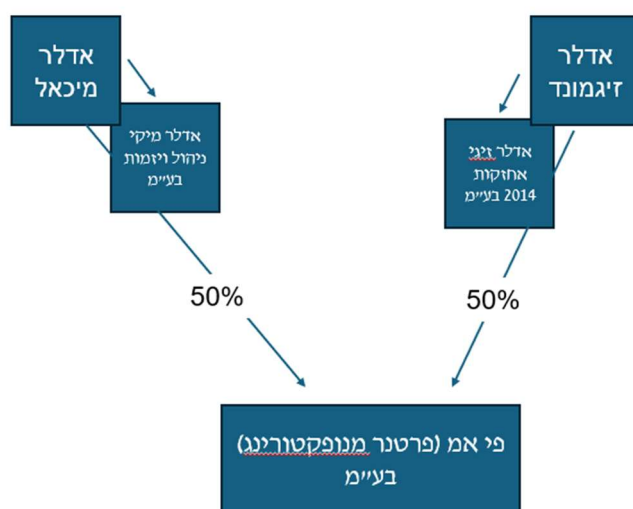 אדלר
זיגמונד
אדלר
מיכאל
אדלר זיגי
אחזקות
2014 בע״מ
אדלר מיקי
ניהול ויזמות
בע״מ
50%
50%
פי אמ (פרטנר מנופקטורינג)
בע״מ